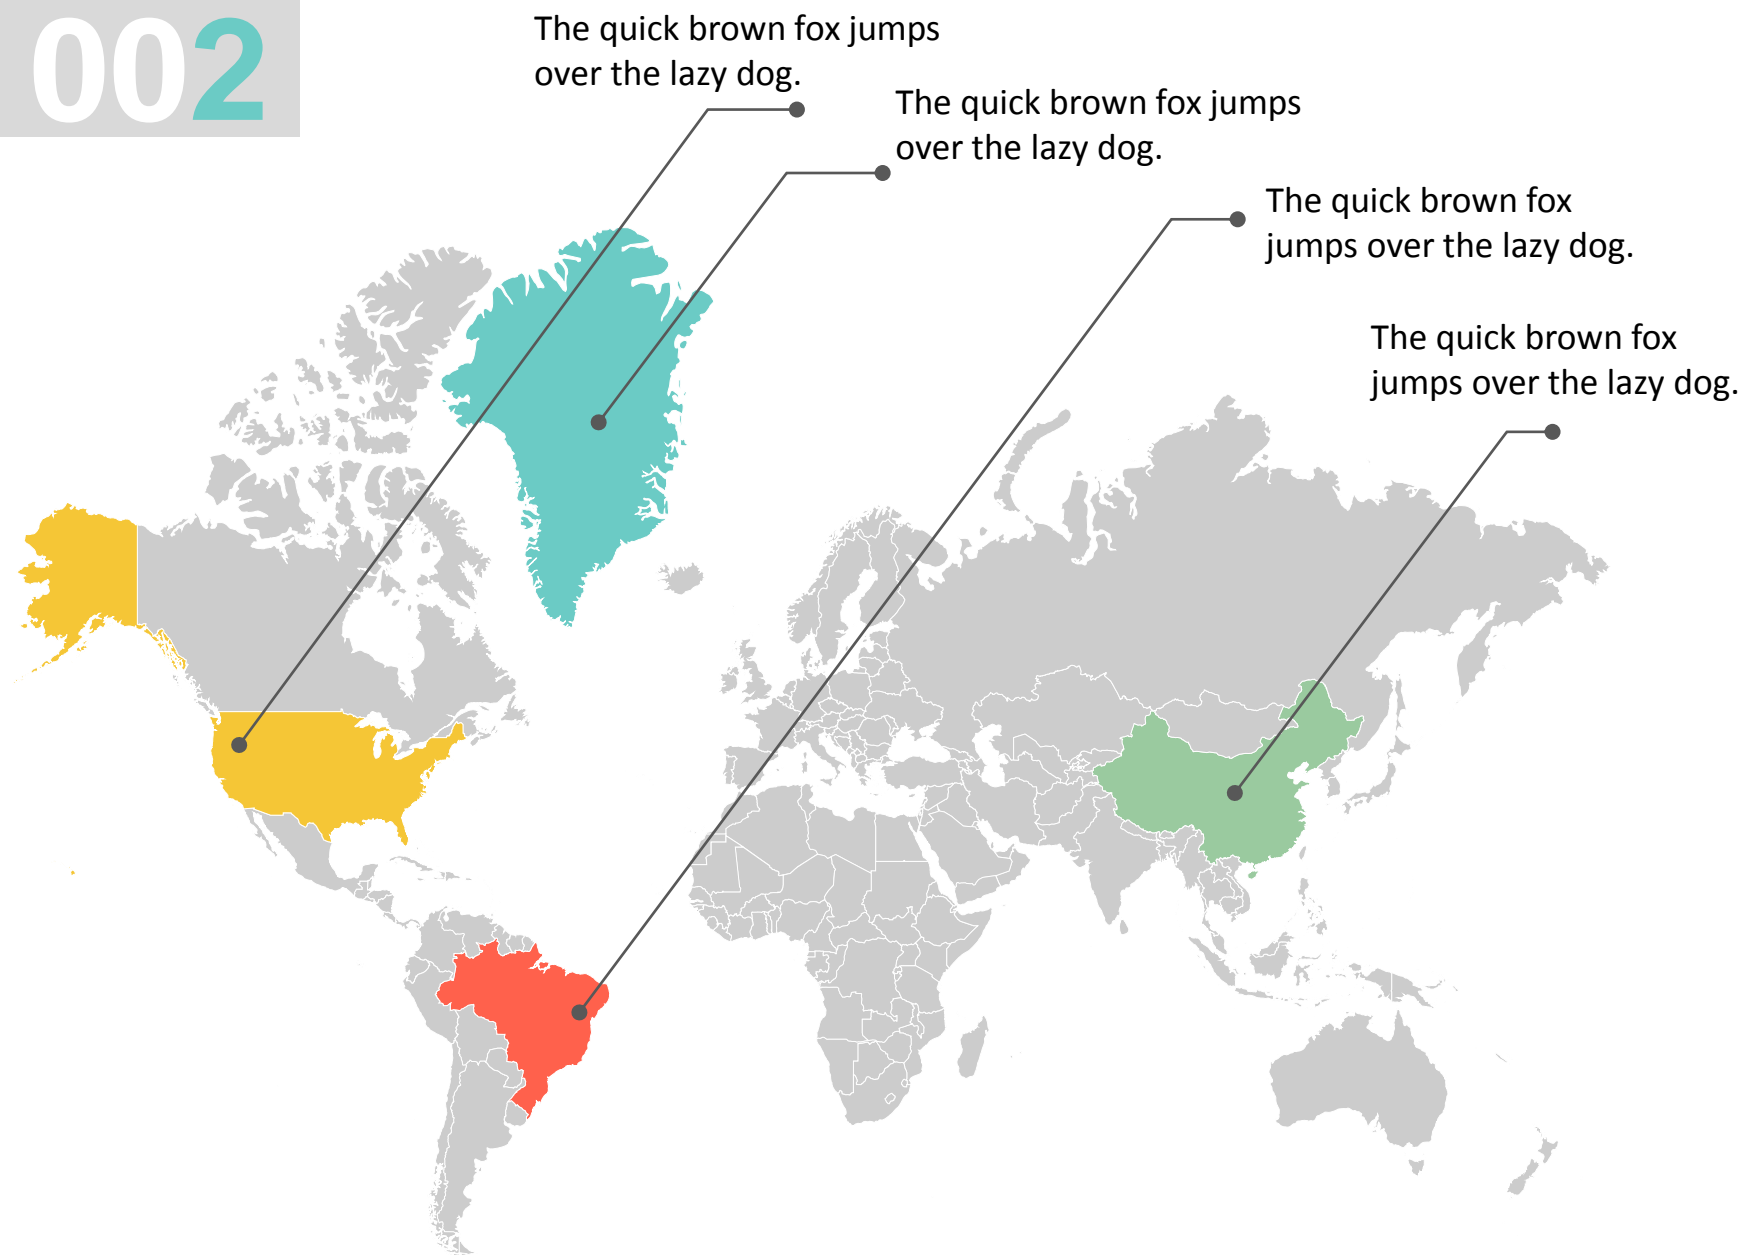 002
The quick brown fox jumps
over the lazy dog.
The quick brown fox jumps
over the lazy dog.
The quick brown fox
jumps over the lazy dog.
The quick brown fox
jumps over the lazy dog.